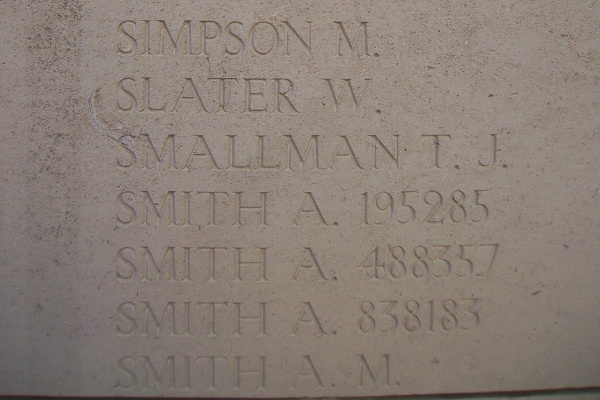 SIMPSON M.
SLATER W.
SMALLMAN T. J.
SMITH A. 195285
SMITH A. 488357
SMITH A. 838183
SMITH A. M.